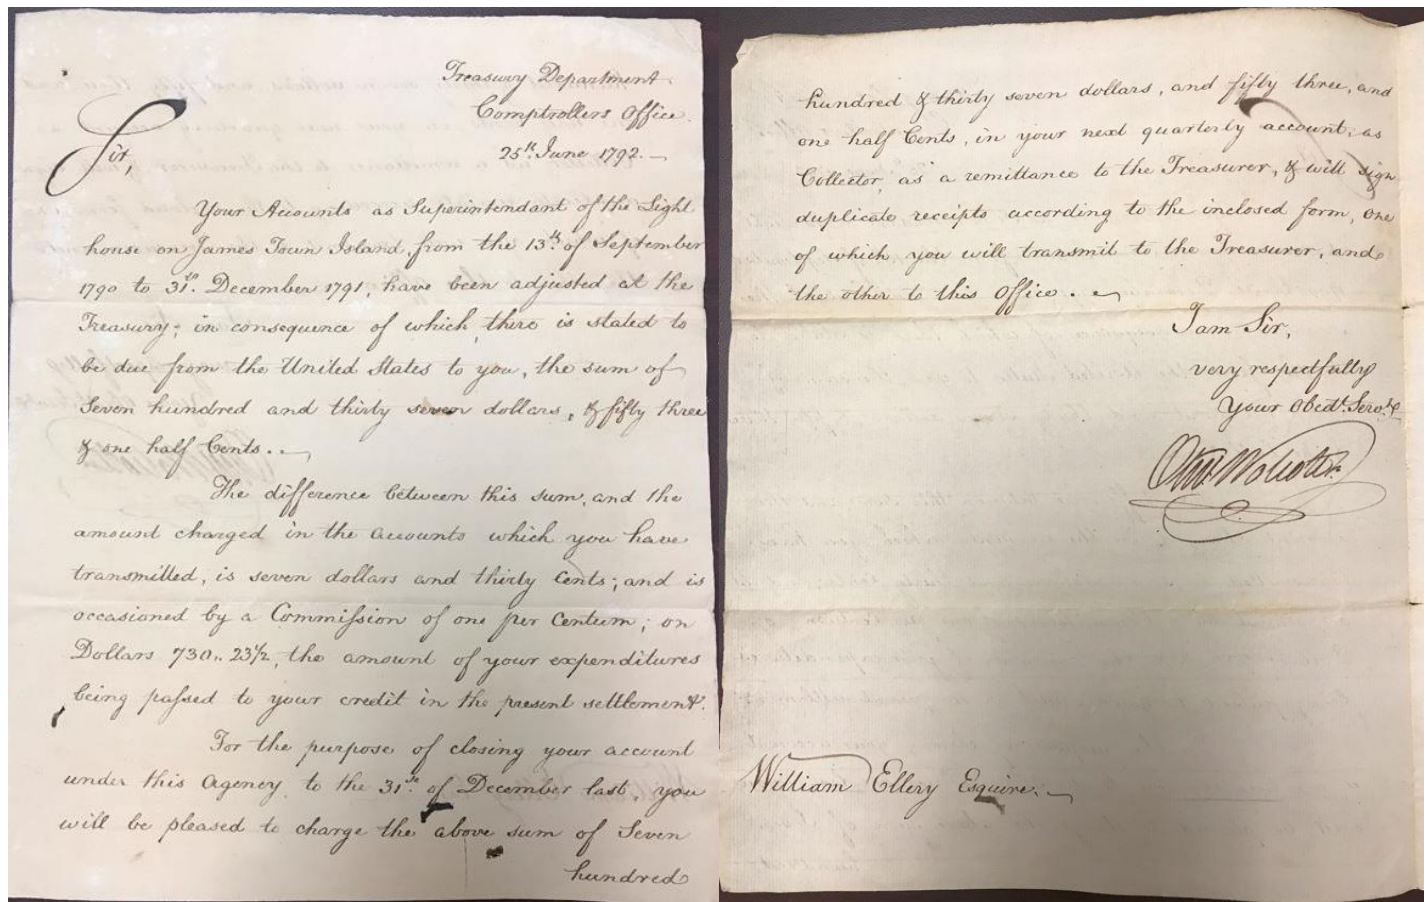 Treasury Department
Comptrollers Office.
25th. June 1792.
Sir,
Your Accounts as Superintendant of the Light
house on James Town Island, from the 13th. of September
1790 to 31st. December 1791, have been adjusted at the
Treasury; in consequence of which, there is stated to
be due from the United States to you, the sum of
Seven hundred and thirty seven dollars, & fifty three
& one half Cents.
The difference between this sum, and the
amount charged in the accounts which you have
transmitted, is seven dollars and thirty Cents; and is
occasioned by a Commission of one per Centum; on
Dollars 730.. 23 1/2, the amount of your expenditures
being passed to your credit in the present settlement.
For the purpose of closing your account
under this Agency, to the 31st. of December last, you
will be pleased to charge the above sum of Seven
hundred
hundred & thirty seven dollars, and fifty three, and
one half Cents, in your next quarterly account, as
Collector, as a remittance to the Treasurer, & will sign
duplicate receipts according to the inclosed form, one
of which you will transmit to the Treasurer, and
the other to this Office.
I am Sir,
very respectfully
Your Obedt. Servt.
Olivr. Wolcott Jr.
William Ellery Esquire.